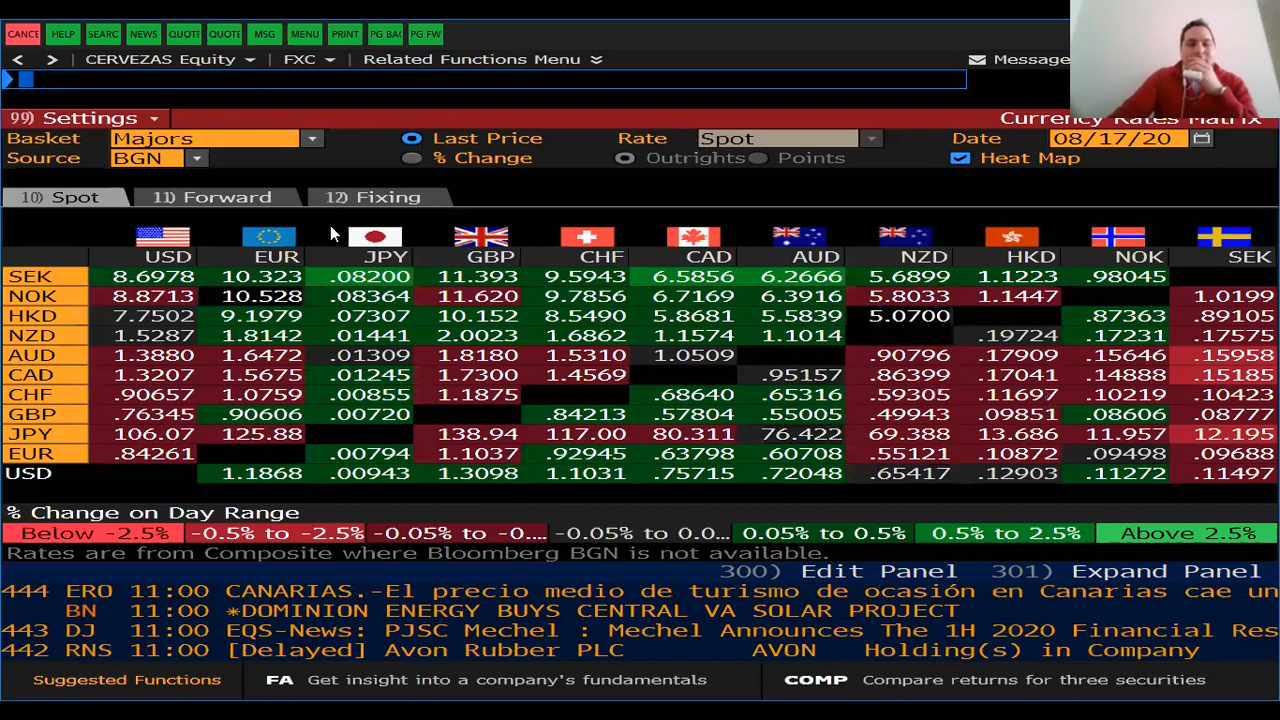 CANCE HELP SEARC NEWS QUOTE QUOTE MSG MENU PRINT PG BAC PG FW
< > CERVEZAS Equity FXC Related Functions Menu Message
99) Settings Currency Rates Matrix
Basket Majors Last Price Rate Spot Date 08/17/20
Source BGN % Change Outrights Points Heat Map
10) Spot 11) Forward 12) Fixing
USD EUR JPY GBP CHF CAD AUD NZD HKD NOK SEK
SEK 8.6978 10.323 .08200 11.393 9.5943 6.5856 6.2666 5.6899 1.1223 .98045
NOK 8.8713 10.528 .08364 11.620 9.7856 6.7169 6.3916 5.8033 1.1447 1.0199
HKD 7.7502 9.1979 .07307 10.152 8.5490 5.8681 5.5839 5.0700 .87363 .89105
NZD 1.5287 1.8142 .01441 2.0023 1.6862 1.1574 1.1014 .19724 .17231 .17575
AUD 1.3880 1.6472 .01309 1.8180 1.5310 1.0509 .90796 .17909 .15646 .15958
CAD 1.3207 1.5675 .01245 1.7300 1.4569 .95157 .86399 .17041 .14888 .15185
CHF .90657 1.0759 .00855 1.1875 .68640 .65316 .59305 .11697 .10219 .10423
GBP .76345 .90606 .00720 .84213 .57804 .55005 .49943 .09851 .08606 .08777
JPY 106.07 125.88 138.94 117.00 80.311 76.422 69.388 13.686 11.957 12.195
EUR .84261 .00794 1.1037 .92945 .63798 .60708 .55121 .10872 .09498 .09688
USD 1.1868 .00943 1.3098 1.1031 .75715 .72048 .65417 .12903 .11272 .11497
% Change on Day Range
Below -2.5% -0.5% to -2.5% -0.05% to -0.... -0.05% to 0.0... 0.05% to 0.5% 0.5% to 2.5% Above 2.5%
Rates are from Composite where Bloomberg BGN is not available.
300) Edit Panel 301) Expand Panel
444 ERO 11:00 CANARIAS.-El precio medio de turismo de ocasión en Canarias cae un
BN 11:00 *DOMINION ENERGY BUYS CENTRAL VA SOLAR PROJECT
443 DJ 11:00 EQS-News: PJSC Mechel : Mechel Announces The 1H 2020 Financial Res
442 RNS 11:00 [Delayed] Avon Rubber PLC AVON Holding(s) in Company
Suggested Functions FA Get insight into a company's fundamentals COMP Compare returns for three securities